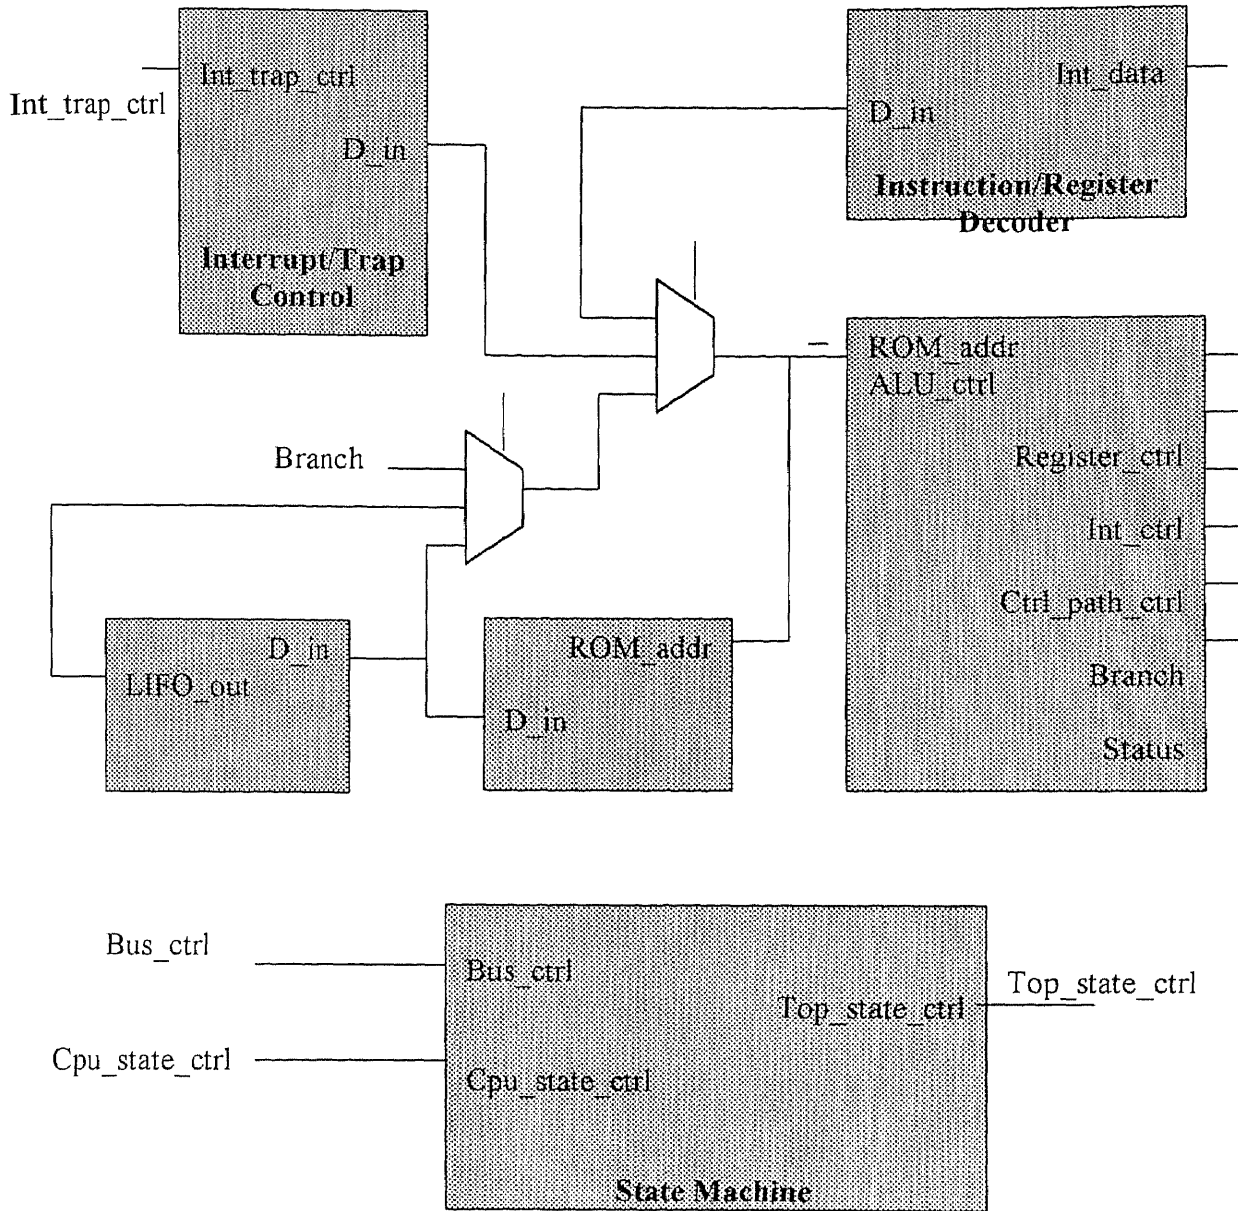 Int_trap_ctrl
Int_trap_ctrl
D_in
Interrupt/Trap
Control
Int_data
D_in
Instruction/Register
Decoder
Branch
ROM_addr
ALU_ctrl
Register_ctrl
Int_ctrl
Ctrl_path_ctrl
Branch
Status
D_in
LIFO_out
ROM_addr
D_in
Bus_ctrl
Bus_ctrl
Top_state_ctrl
Top_state_ctrl
Cpu_state_ctrl
Cpu_state_ctrl
State Machine